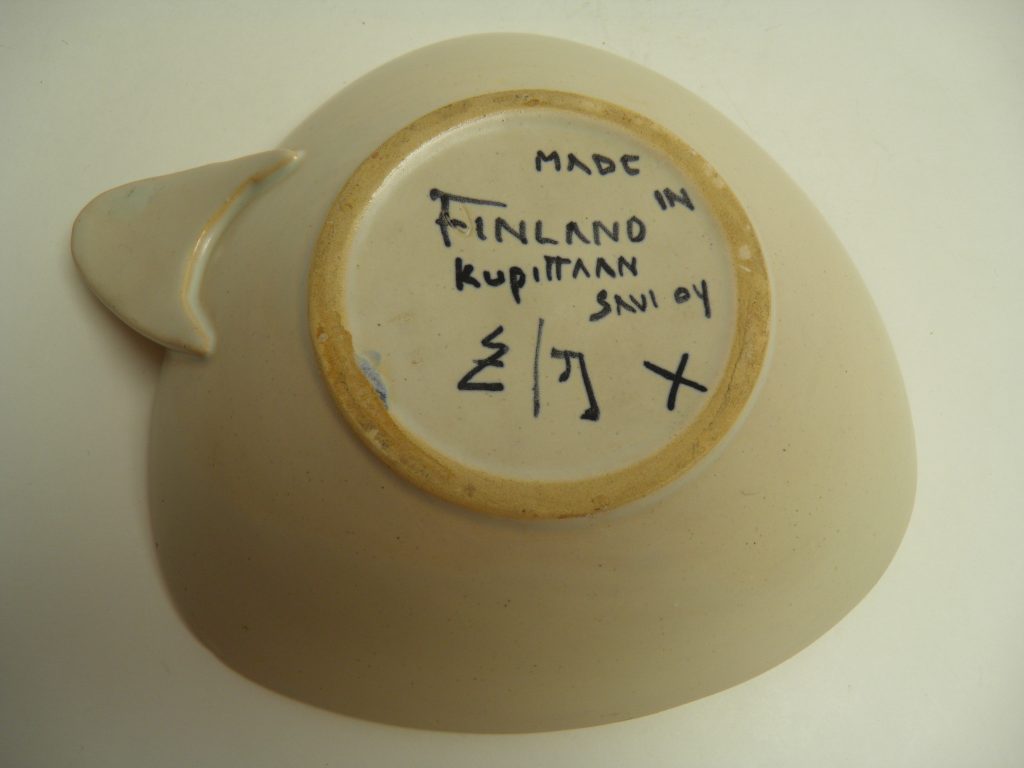 MADE
IN
FINLAND
KUPITTAAN
SAVI OY
X